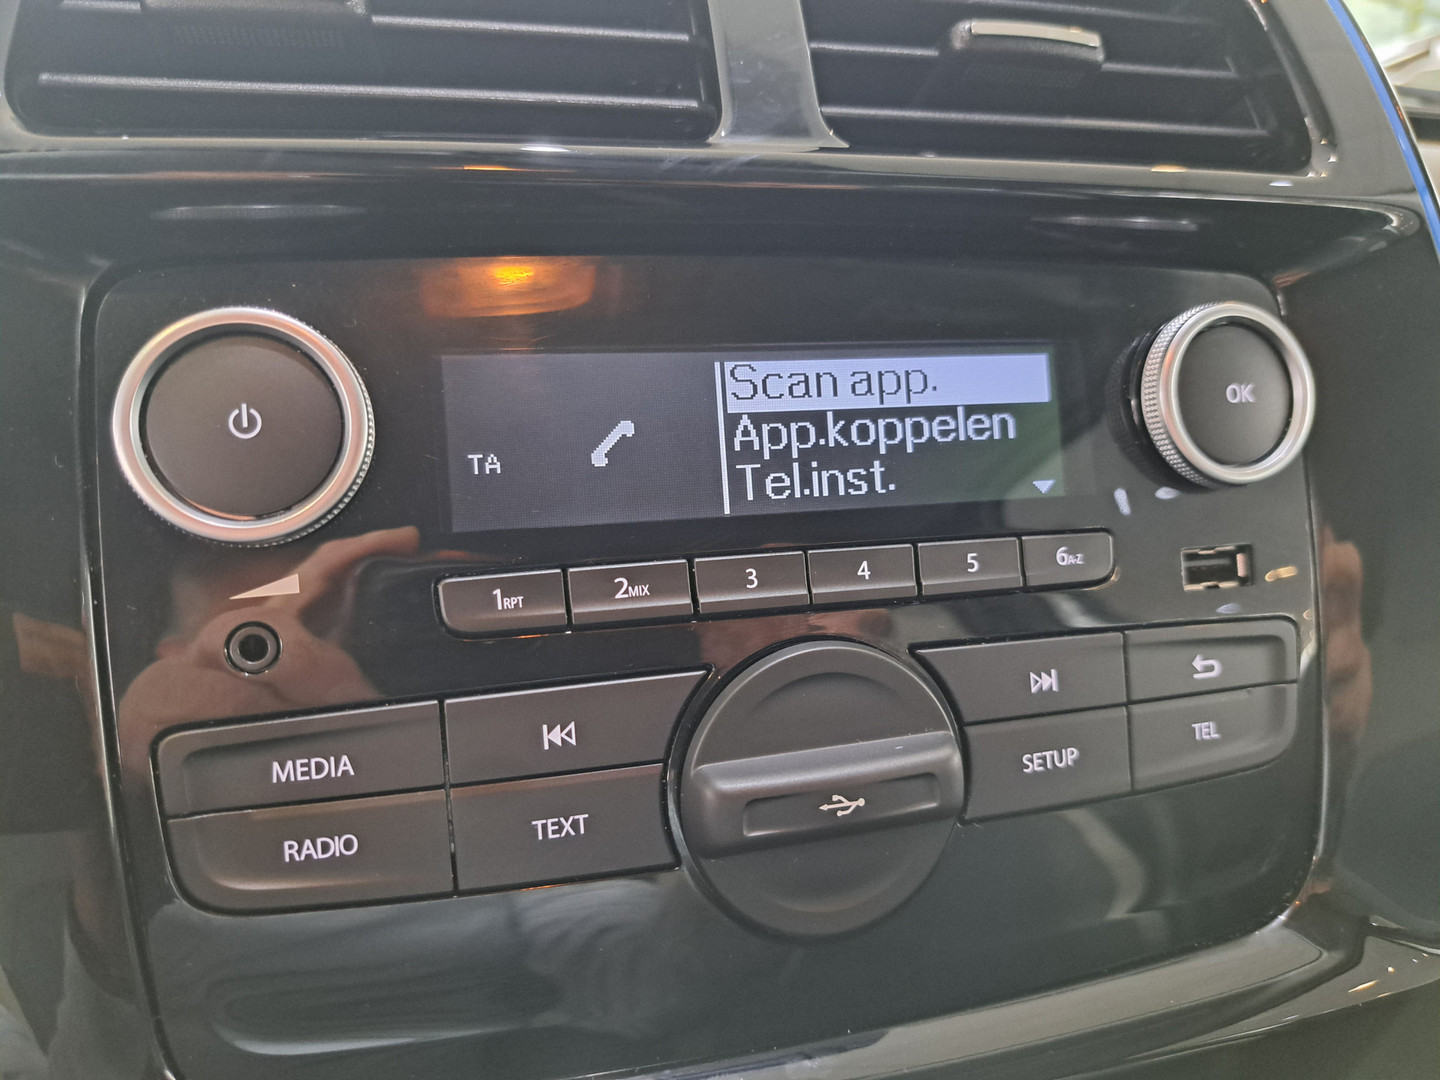 TA
Scan app.
App.koppelen
Tel.inst.
OK
1RPT
2MIX
3
4
5
6A-Z
MEDIA
RADIO
TEXT
SETUP
TEL